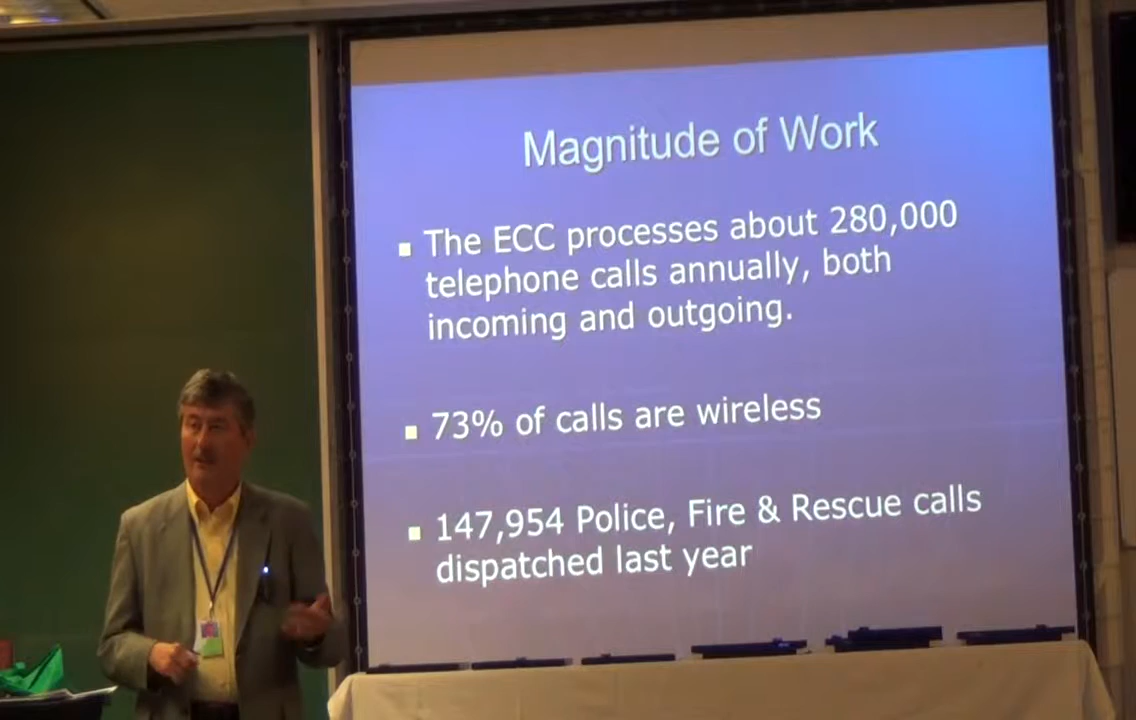 Magnitude of Work
▪ The ECC processes about 280,000
telephone calls annually, both
incoming and outgoing.
▪ 73% of calls are wireless
▪ 147,954 Police, Fire & Rescue calls
dispatched last year